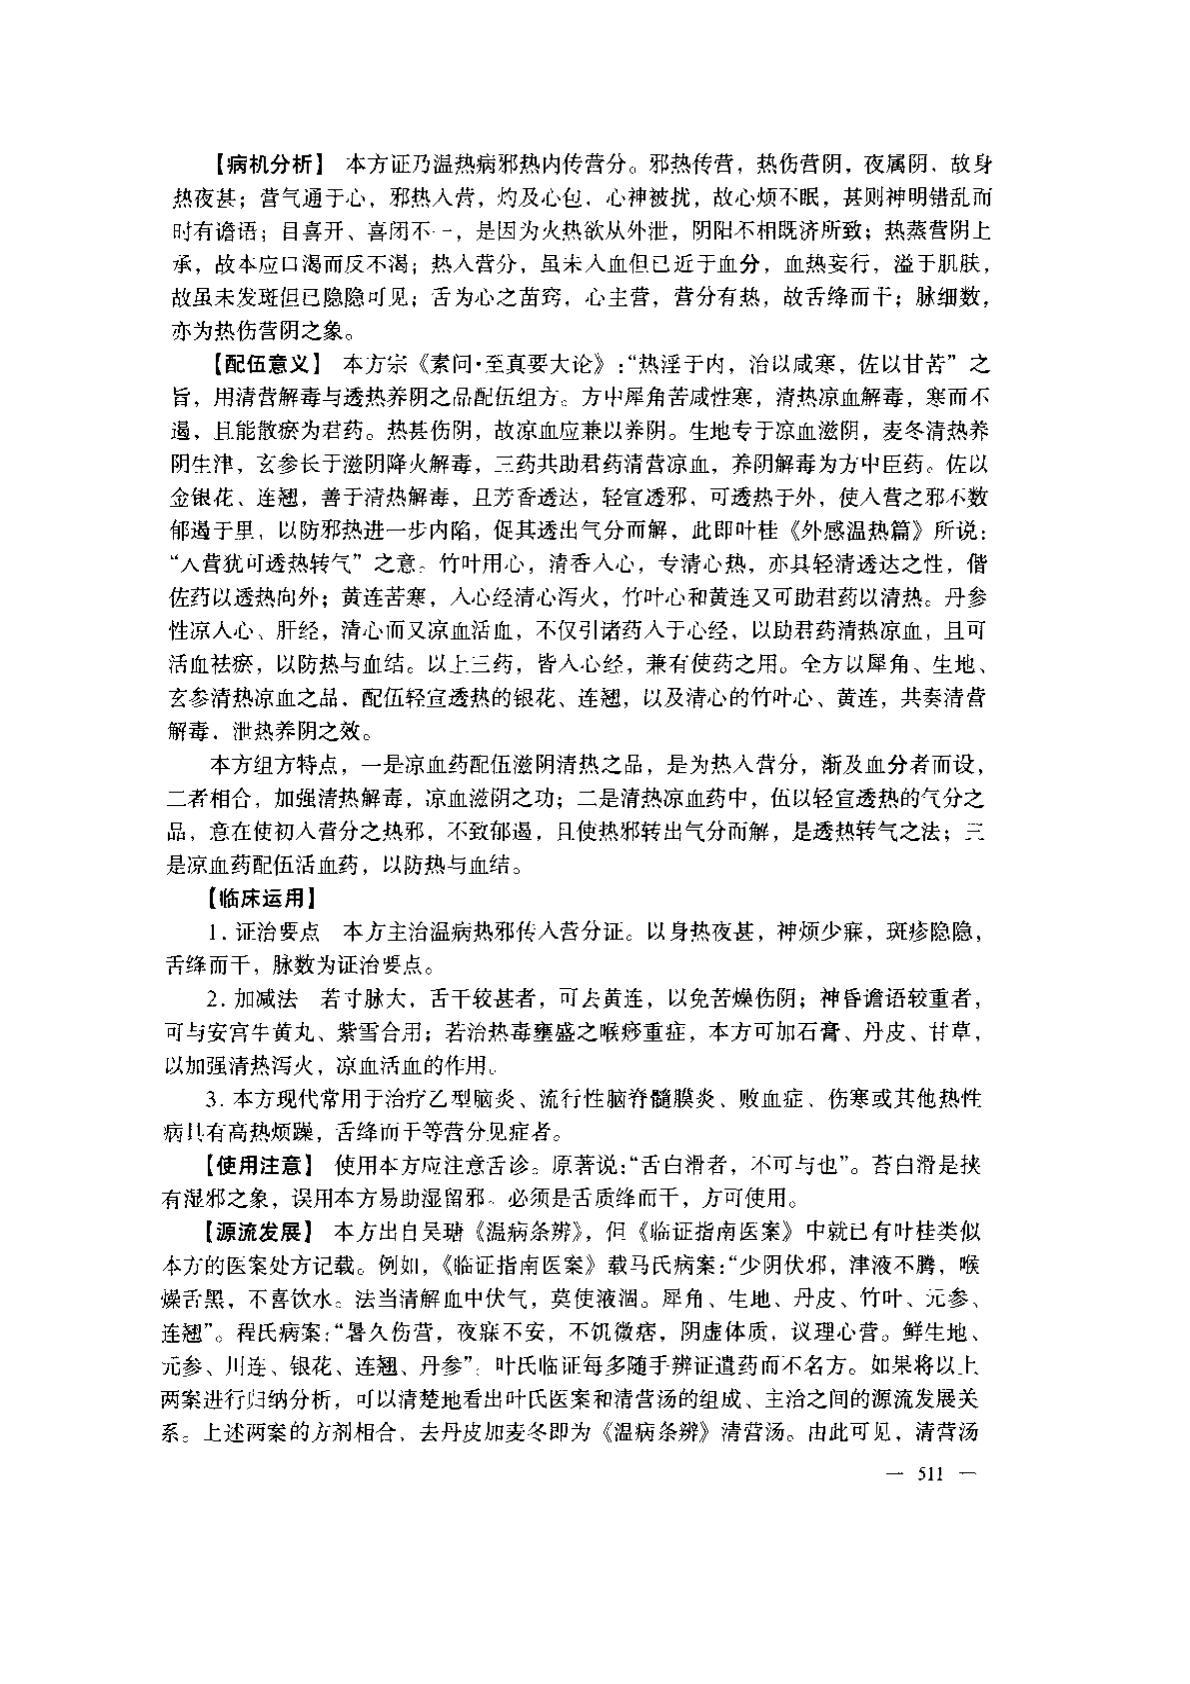 【病机分析】 本方证乃温热病邪热内传营分。邪热传营，热伤营阴，夜属阴，故身
热夜甚；营气通于心，邪热入营，灼及心包，心神被扰，故心烦不眠，甚则神明错乱而
时有谵语；目喜开、喜闭不一，是因为火热欲从外泄，阴阳不相既济所致；热蒸营阴上
承，故本应口渴而反不渴；热入营分，虽未入血但已近于血分，血热妄行，溢于肌肤，
故虽未发斑但已隐隐可见；舌为心之苗窍，心主营，营分有热，故舌绛而干；脉细数，
亦为热伤营阴之象。
【配伍意义】 本方宗《素问·至真要大论》：“热淫于内，治以咸寒，佐以甘苦”之
旨，用清营解毒与透热养阴之品配伍组方。方中犀角苦咸性寒，清热凉血解毒，寒而不
遏，且能散瘀为君药。热甚伤阴，故凉血应兼以养阴。生地专于凉血滋阴，麦冬清热养
阴生津，玄参长于滋阴降火解毒，三药共助君药清营凉血，养阴解毒为方中臣药。佐以
金银花、连翘，善于清热解毒，且芳香透达，轻宣透邪，可透热于外，使入营之邪不致
郁遏于里，以防邪热进一步内陷，促其透出气分而解，此即叶桂《外感温热篇》所说：
“入营犹可透热转气”之意。竹叶用心，清香入心，专清心热，亦具轻清透达之性，偕
佐药以透热向外；黄连苦寒，入心经清心泻火，竹叶心和黄连又可助君药以清热。丹参
性凉入心、肝经，清心而又凉血活血，不仅引诸药入于心经，以助君药清热凉血，且可
活血祛瘀，以防热与血结。以上三药，皆入心经，兼有使药之用。全方以犀角、生地、
玄参清热凉血之品，配伍轻宣透热的银花、连翘，以及清心的竹叶心、黄连，共奏清营
解毒，泄热养阴之效。
本方组方特点，一是凉血药配伍滋阴清热之品，是为热入营分，渐及血分者而设，
二者相合，加强清热解毒，凉血滋阴之功；二是清热凉血药中，伍以轻宣透热的气分之
品，意在使初入营分之热邪，不致郁遏，且使热邪转出气分而解，是透热转气之法；三
是凉血药配伍活血药，以防热与血结。
【临床运用】
1. 证治要点 本方主治温病热邪传入营分证。以身热夜甚，神烦少寐，斑疹隐隐，
舌绛而干，脉数为证治要点。
2. 加减法 若寸脉大，舌干较甚者，可去黄连，以免苦燥伤阴；神昏谵语较重者，
可与安宫牛黄丸、紫雪合用；若治热毒壅盛之喉痧重症，本方可加石膏、丹皮、甘草，
以加强清热泻火，凉血活血的作用。
3. 本方现代常用于治疗乙型脑炎、流行性脑脊髓膜炎、败血症、伤寒或其他热性
病具有高热烦躁，舌绛而干等营分见症者。
【使用注意】 使用本方应注意舌诊。原著说：“舌白滑者，不可与也”。苔白滑是挟
有湿邪之象，误用本方易助湿留邪。必须是舌质绛而干，方可使用。
【源流发展】 本方出自吴瑭《温病条辨》，但《临证指南医案》中就已有叶桂类似
本方的医案处方记载。例如，《临证指南医案》载马氏病案：“少阴伏邪，津液不腾，喉
燥舌黑，不喜饮水。法当清解血中伏气，莫使液涸。犀角、生地、丹皮、竹叶、元参、
连翘”。程氏病案：“暑久伤营，夜寐不安，不饥微痞，阴虚体质，议理心营。鲜生地、
元参、川连、银花、连翘、丹参”。叶氏临证每多随手辨证遣药而不名方。如果将以上
两案进行归纳分析，可以清楚地看出叶氏医案和清营汤的组成、主治之间的源流发展关
系。上述两案的方剂相合，去丹皮加麦冬即为《温病条辨》清营汤。由此可见，清营汤
— 511 —